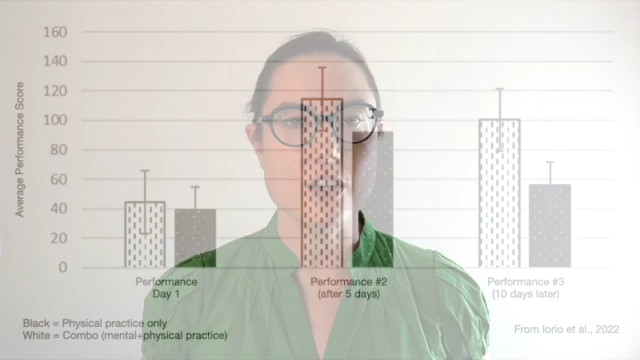 160
140
120
100
80
60
40
20
0
Average Performance Score
Performance
Day 1
Performance #2
(after 5 days)
Performance #3
(10 days later)
Black = Physical practice only
White = Combo (mental+physical practice)
From Iorio et al., 2022